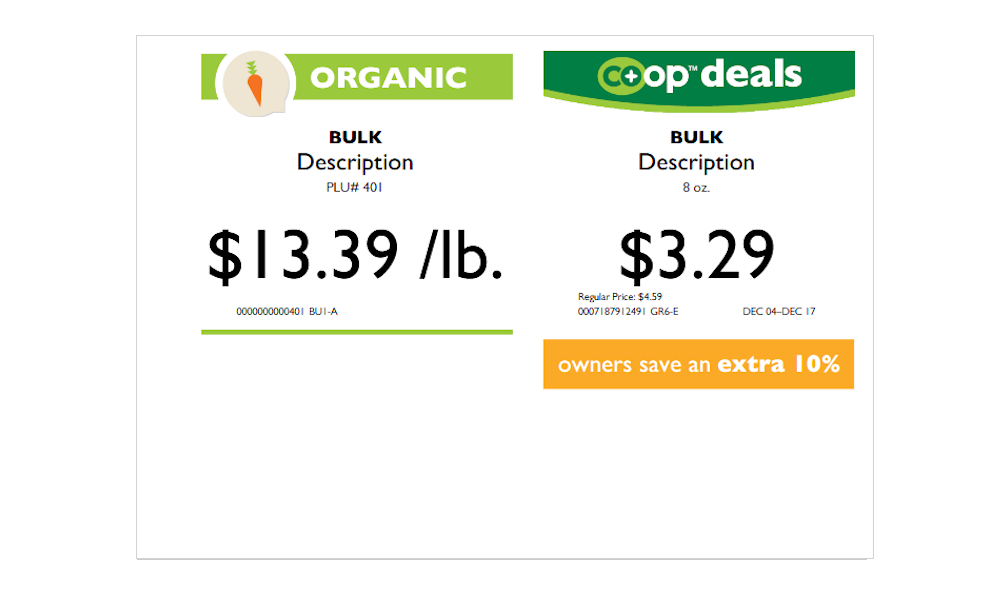 ORGANIC
BULK
Description
PLU# 401
$13.39 /lb.
0000000000401 BU1-A
co+op™ deals
BULK
Description
8 oz.
$3.29
Regular Price: $4.59
0007187912491 GR6-E DEC 04–DEC 17
owners save an extra 10%